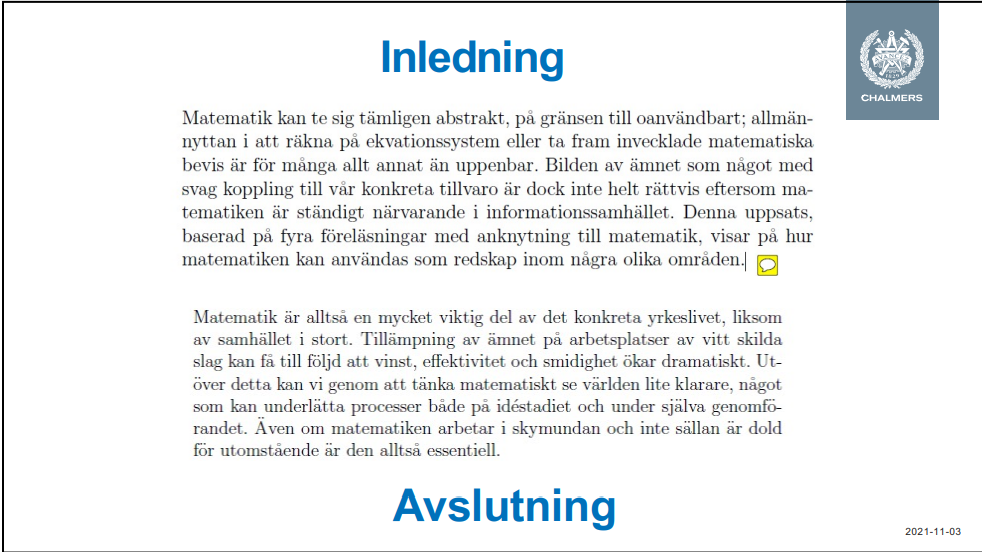 Inledning
CHALMERS
Matematik kan te sig tämligen abstrakt, på gränsen till oanvändbart; allmän-
nyttan i att räkna på ekvationssystem eller ta fram invecklade matematiska
bevis är för många allt annat än uppenbar. Bilden av ämnet som något med
svag koppling till vår konkreta tillvaro är dock inte helt rättvis eftersom ma-
tematiken är ständigt närvarande i informationssamhället. Denna uppsats,
baserad på fyra föreläsningar med anknytning till matematik, visar på hur
matematiken kan användas som redskap inom några olika områden.
Matematik är alltså en mycket viktig del av det konkreta yrkeslivet, liksom
av samhället i stort. Tillämpning av ämnet på arbetsplatser av vitt skilda
slag kan få till följd att vinst, effektivitet och smidighet ökar dramatiskt. Ut-
över detta kan vi genom att tänka matematiskt se världen lite klarare, något
som kan underlätta processer både på idéstadiet och under själva genomfö-
randet. Även om matematiken arbetar i skymundan och inte sällan är dold
för utomstående är den alltså essentiell.
Avslutning
2021-11-03